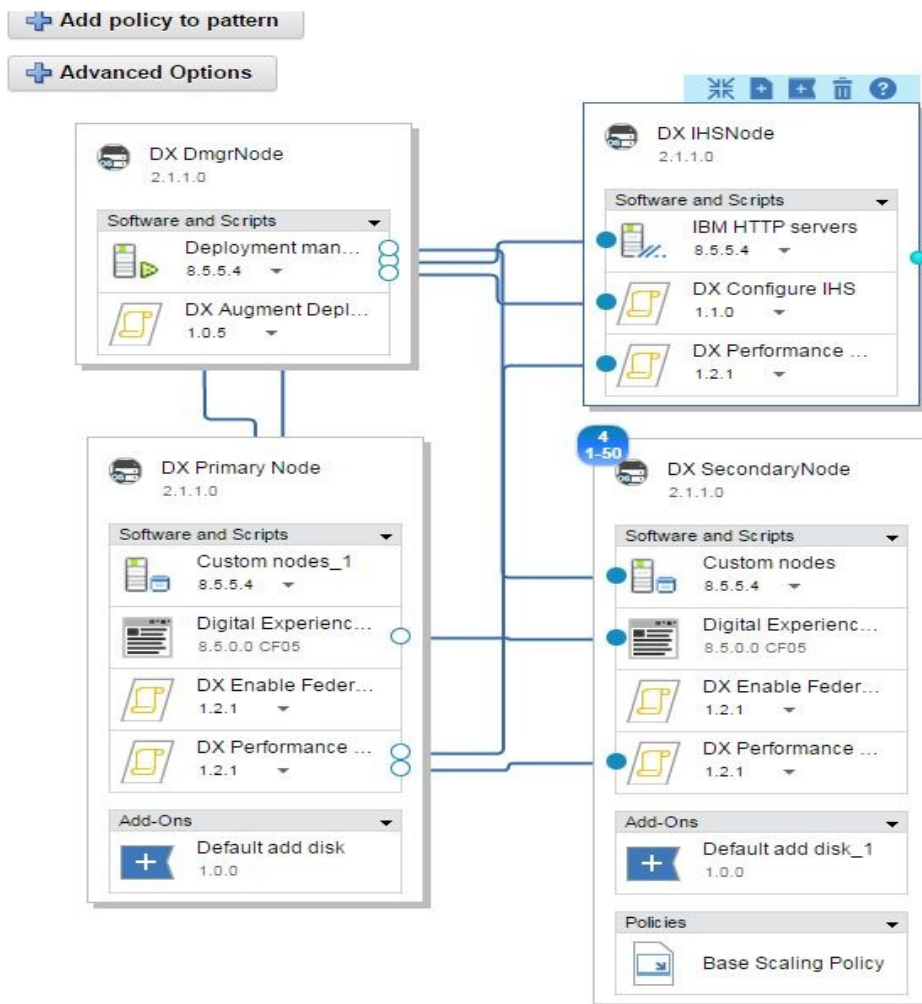 Add policy to pattern
Advanced Options
DX DmgrNode
2.1.1.0
Software and Scripts
Deployment man...
8.5.5.4
DX Augment Depl...
1.0.5
DX IHSNode
2.1.1.0
Software and Scripts
IBM HTTP servers
8.5.5.4
DX Configure IHS
1.1.0
DX Performance ...
1.2.1
DX Primary Node
2.1.1.0
Software and Scripts
Custom nodes_1
8.5.5.4
Digital Experienc...
8.5.0.0 CF05
DX Enable Feder...
1.2.1
DX Performance ...
1.2.1
Add-Ons
Default add disk
1.0.0
4
1-50
DX SecondaryNode
2.1.1.0
Software and Scripts
Custom nodes
8.5.5.4
Digital Experienc...
8.5.0.0 CF05
DX Enable Feder...
1.2.1
DX Performance ...
1.2.1
Add-Ons
Default add disk_1
1.0.0
Policies
Base Scaling Policy